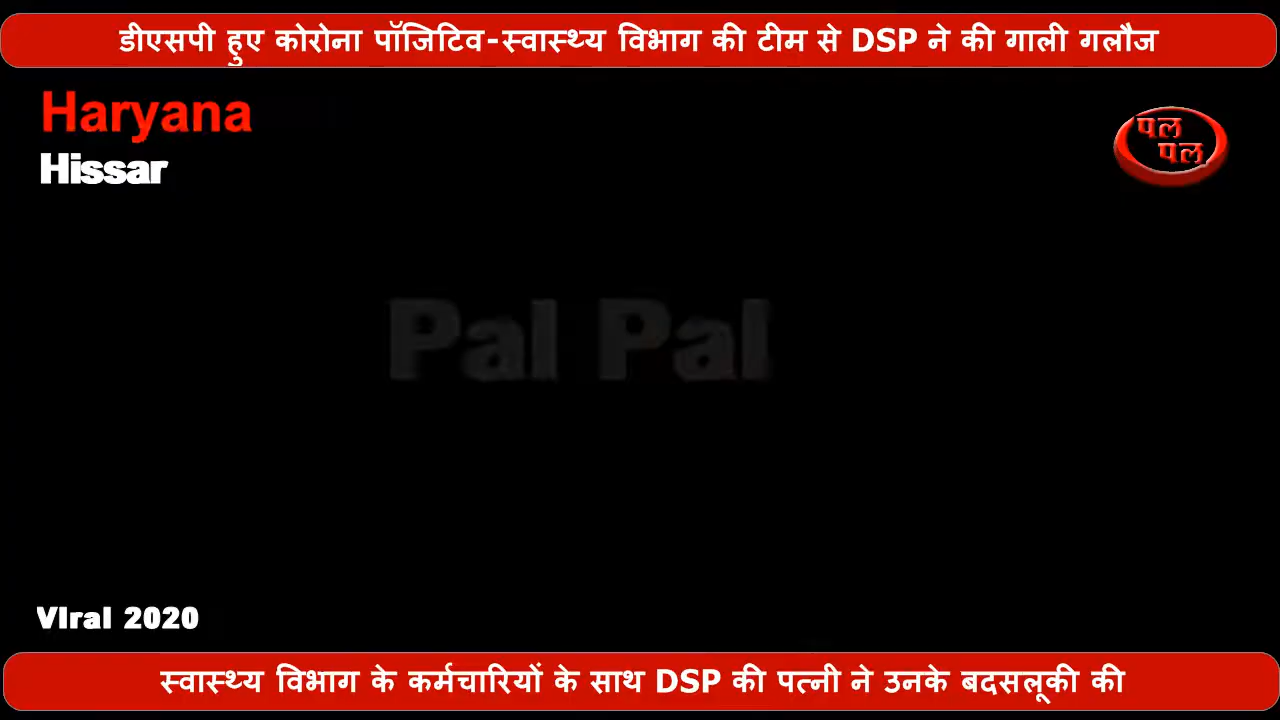 डीएसपी हुए कोरोना पॉजिटिव-स्वास्थ्य विभाग की टीम से DSP ने की गाली गलौज
Haryana
Hissar
पल
पल
Pal Pal
VIral 2020
स्वास्थ्य विभाग के कर्मचारियों के साथ DSP की पत्नी ने उनके बदसलूकी की